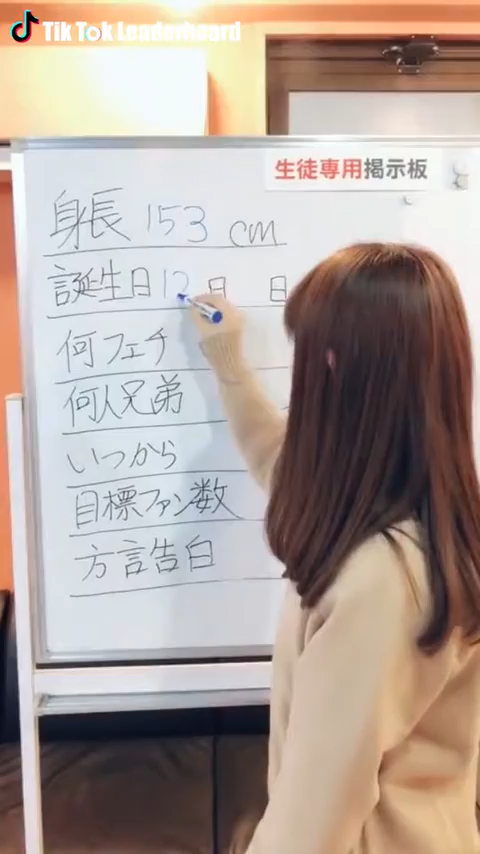 Tik Tok Leaderboard
生徒専用掲示板
身長 153 cm
誕生日 12月 日
何フェチ
何人兄弟
いつから
目標ファン数
方言告白